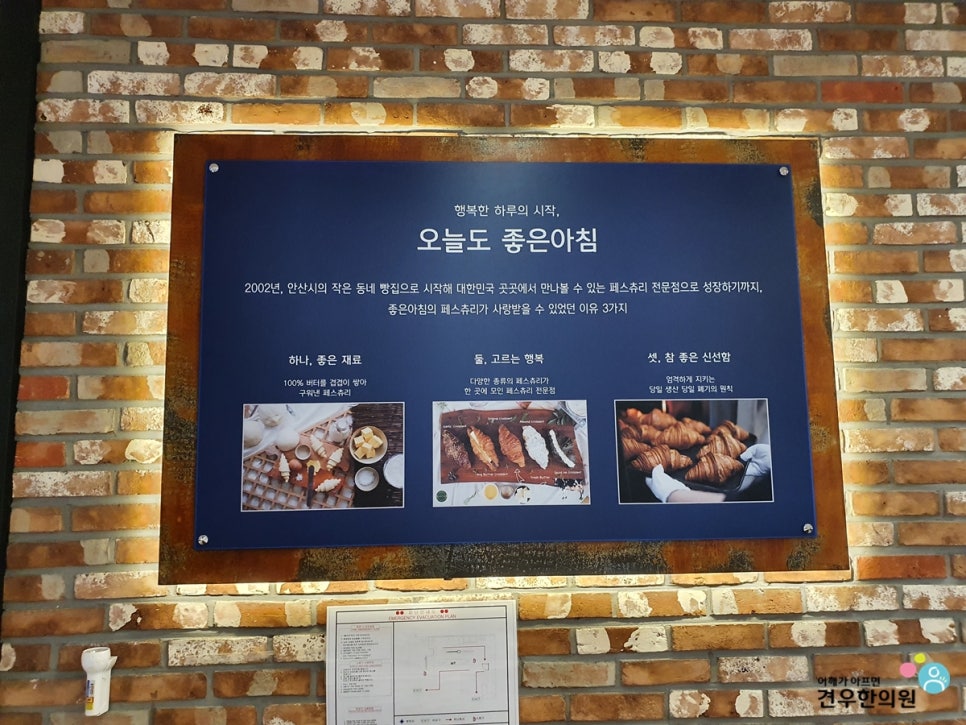 행복한 하루의 시작,
오늘도 좋은아침
2002년, 안산시의 작은 동네 빵집으로 시작해 대한민국 곳곳에서 만나볼 수 있는 페스츄리 전문점으로 성장하기까지,
좋은아침의 페스츄리가 사랑받을 수 있었던 이유 3가지
하나, 좋은 재료
100% 버터를 겹겹이 쌓아
구워낸 페스츄리
둘, 고르는 행복
다양한 종류의 페스츄리가
한 곳에 모인 페스츄리 전문점
셋, 참 좋은 신선함
엄격하게 지키는
당일 생산 당일 폐기의 원칙
EMERGENCY EVACUATION PLAN
어깨가 아프면
견우한의원